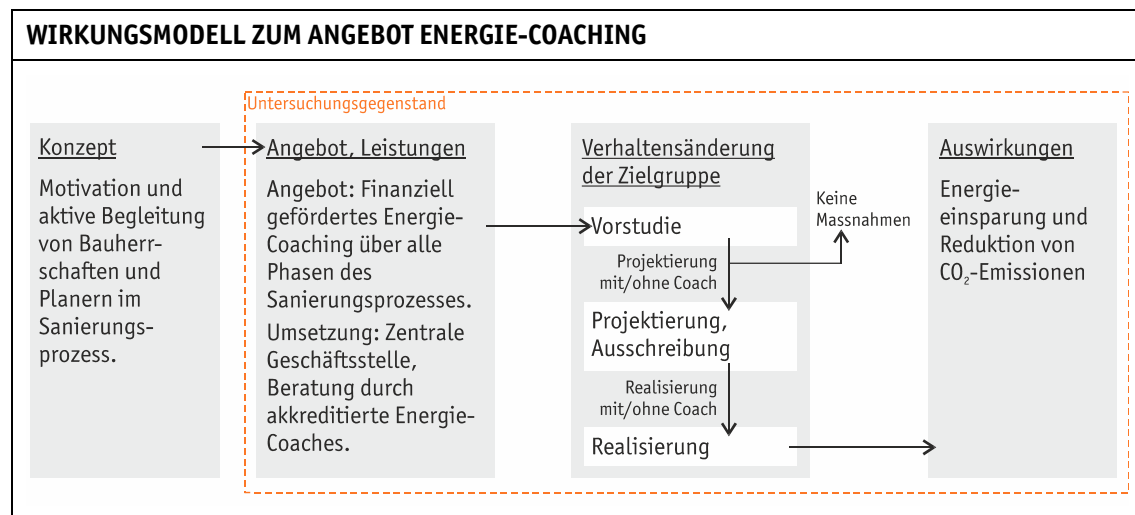 WIRKUNGSMODELL ZUM ANGEBOT ENERGIE-COACHING
Untersuchungsgegenstand
Konzept
Motivation und
aktive Begleitung
von Bauherr-
schaften und
Planern im
Sanierungs-
prozess.
Angebot, Leistungen
Angebot: Finanziell
gefördertes Energie-
Coaching über alle
Phasen des
Sanierungsprozesses.
Umsetzung: Zentrale
Geschäftsstelle,
Beratung durch
akkreditierte Energie-
Coaches.
Verhaltensänderung
der Zielgruppe
Vorstudie
Keine
Massnahmen
Projektierung
mit/ohne Coach
Projektierung,
Ausschreibung
Realisierung
mit/ohne Coach
Realisierung
Auswirkungen
Energie-
einsparung und
Reduktion von
CO₂-Emissionen